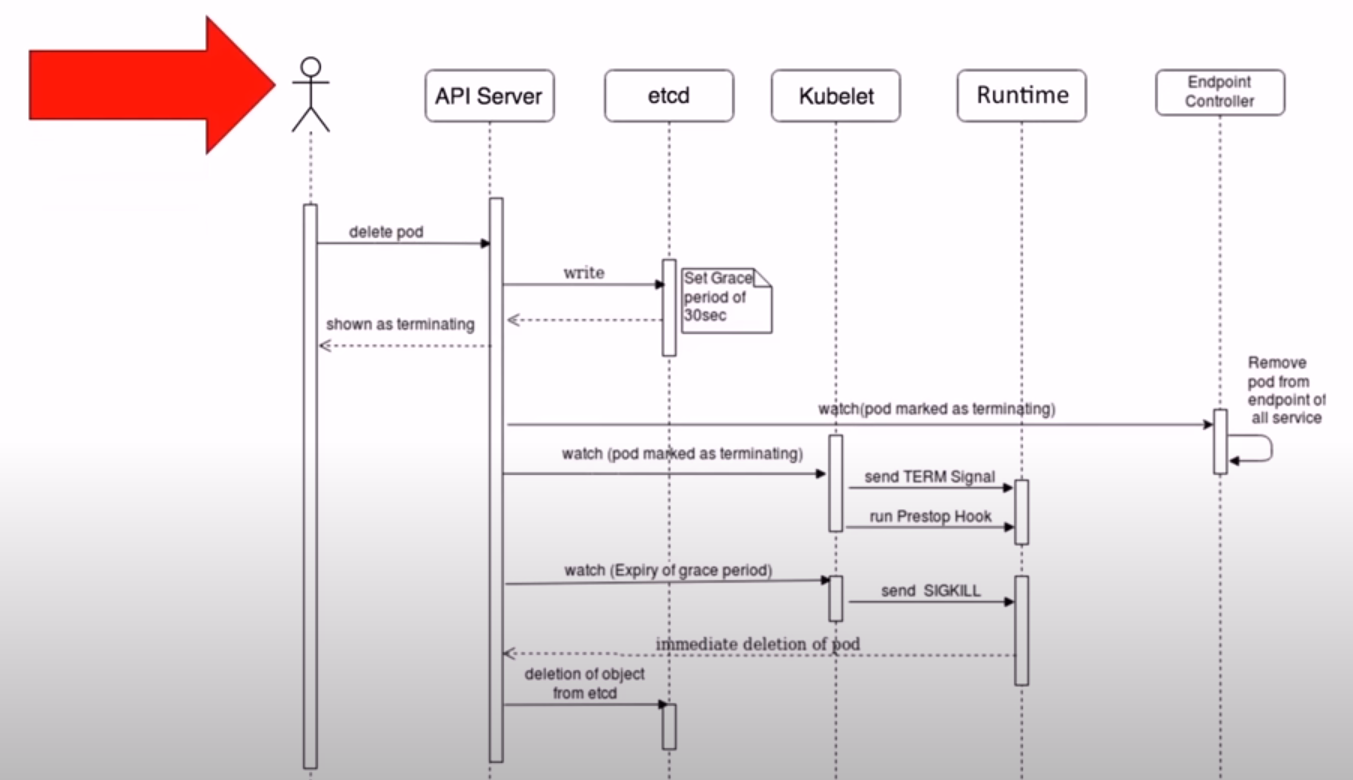 API Server
etcd
Kubelet
Runtime
Endpoint
Controller
delete pod
write
Set Grace
period of
30sec
shown as terminating
Remove
pod from
endpoint of
all service
watch(pod marked as terminating)
watch (pod marked as terminating)
send TERM Signal
run Prestop Hook
watch (Expiry of grace period)
send SIGKILL
immediate deletion of pod
deletion of object
from etcd